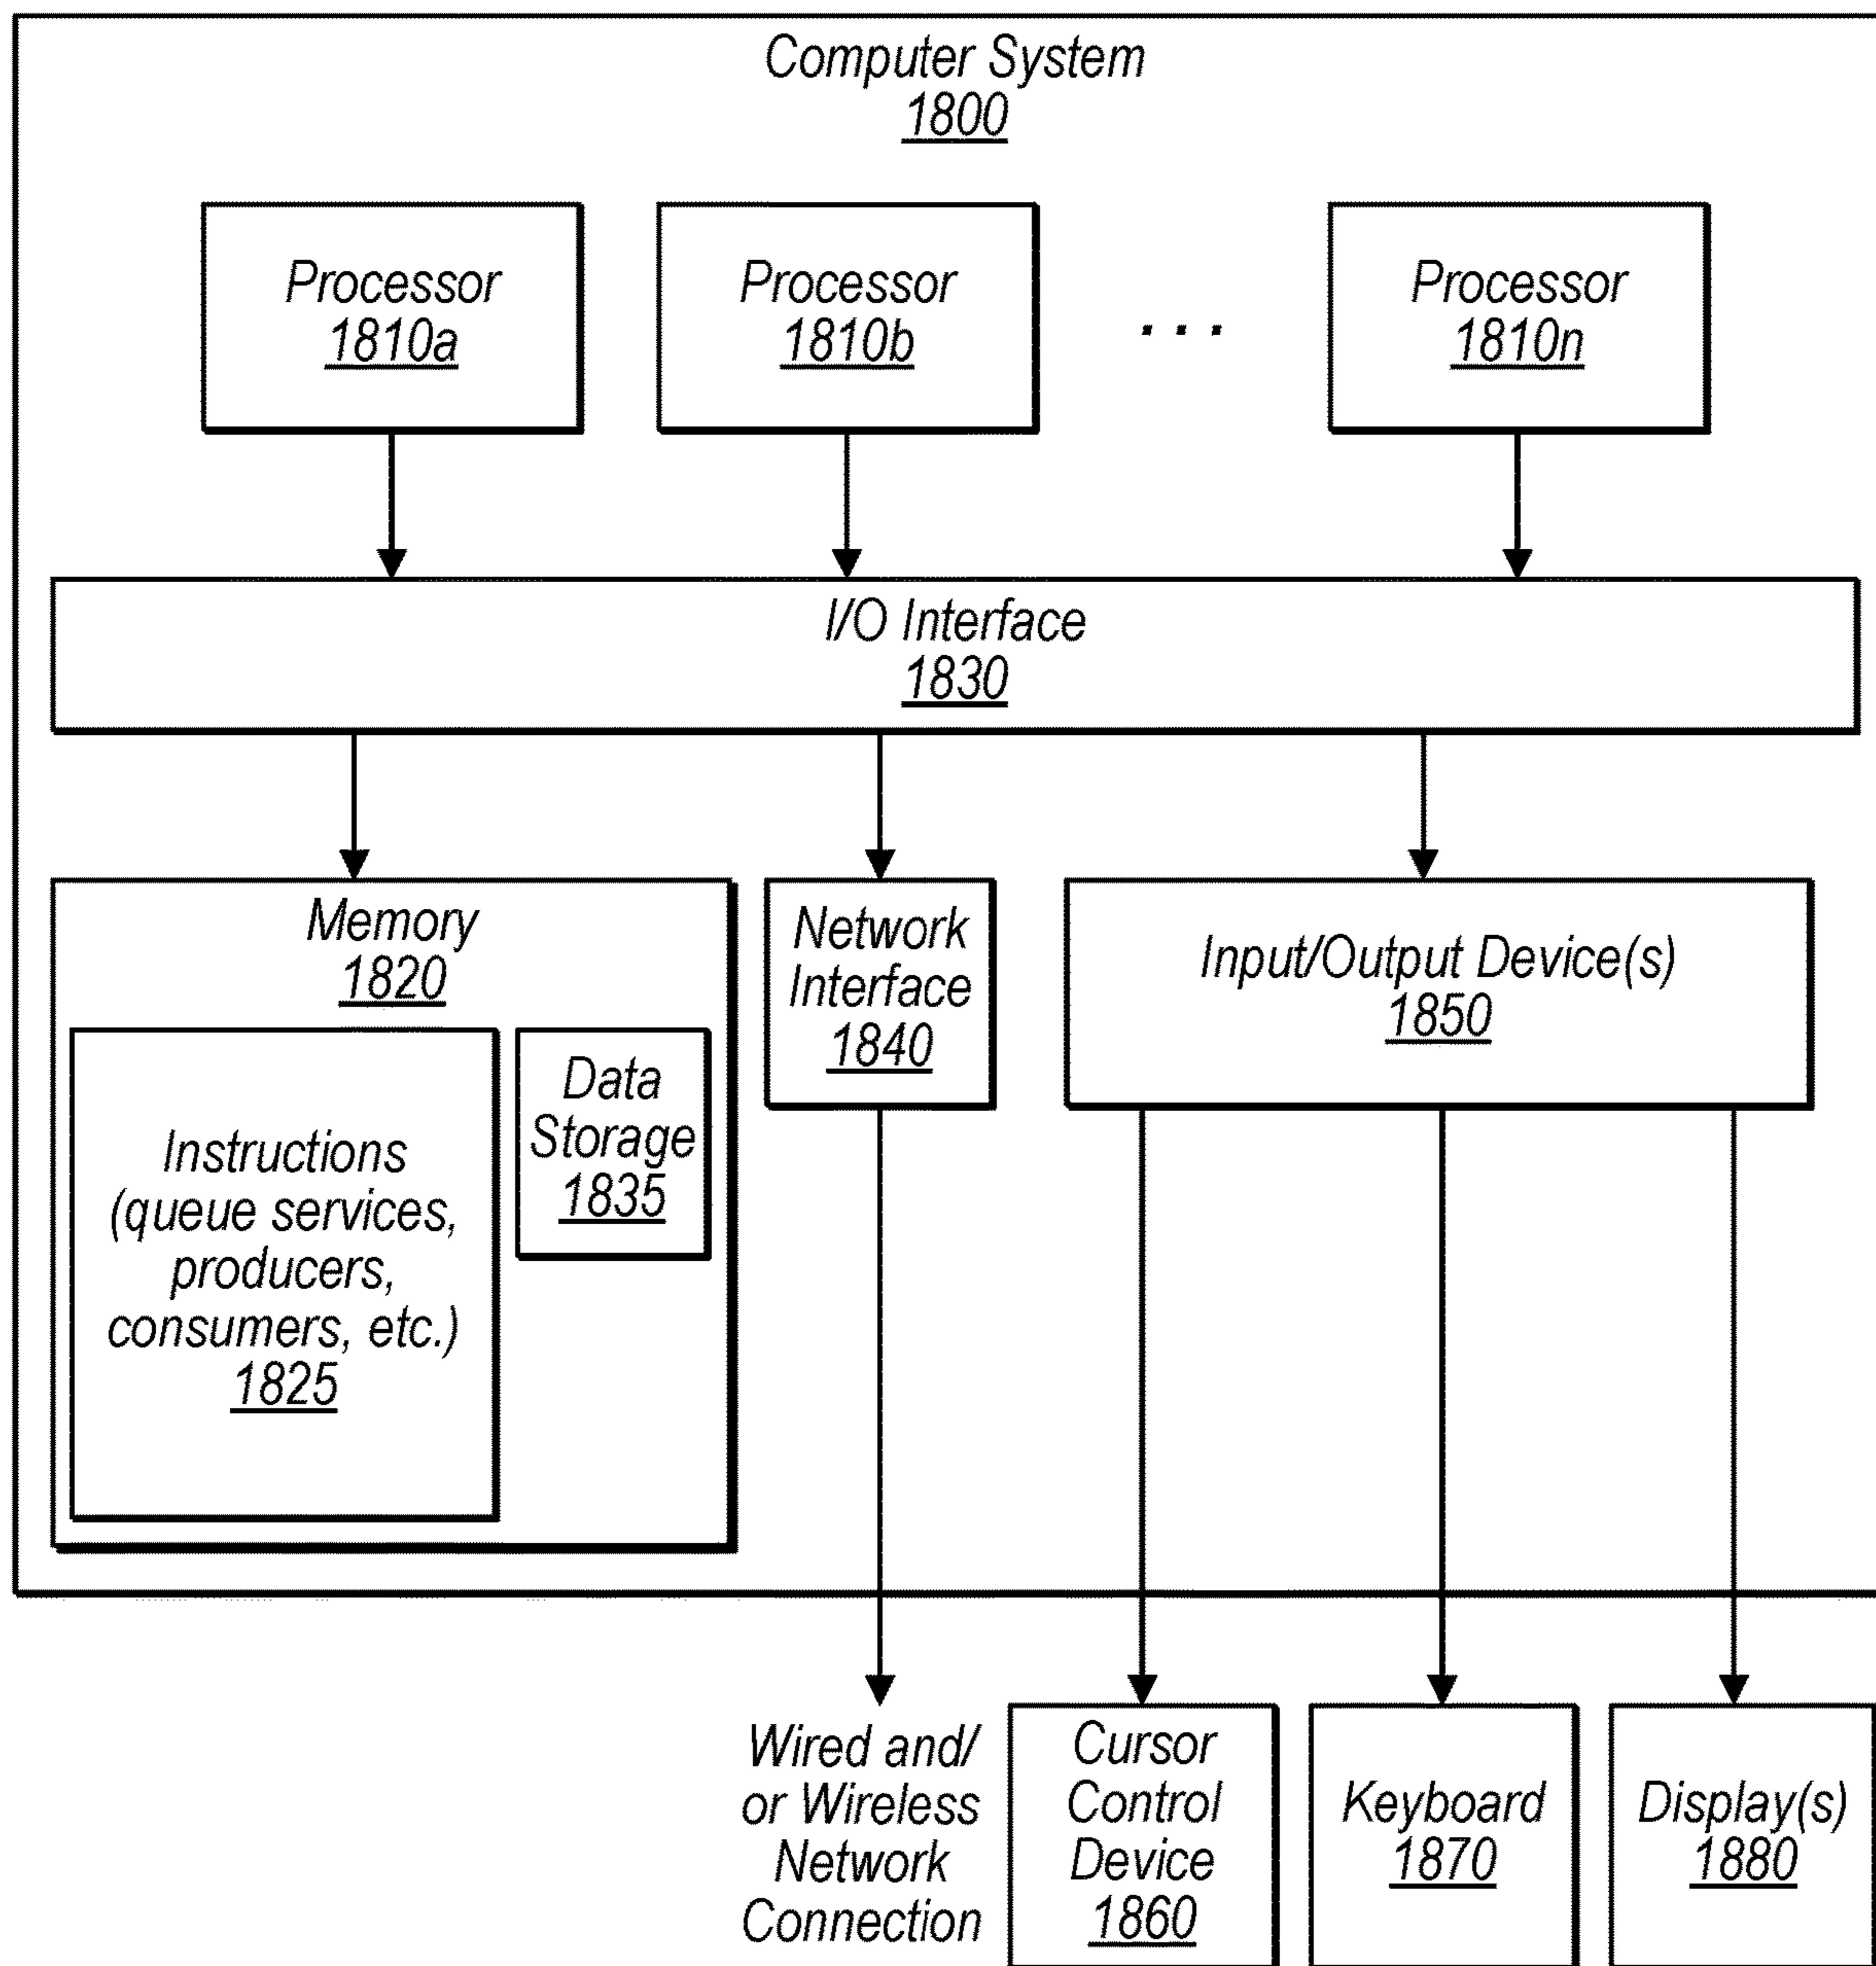 Computer System
1800
Processor
1810a
Processor
1810b
. . .
Processor
1810n
I/O Interface
1830
Memory
1820
Instructions
(queue services,
producers,
consumers, etc.)
1825
Data
Storage
1835
Network
Interface
1840
Input/Output Device(s)
1850
Wired and/
or Wireless
Network
Connection
Cursor
Control
Device
1860
Keyboard
1870
Display(s)
1880